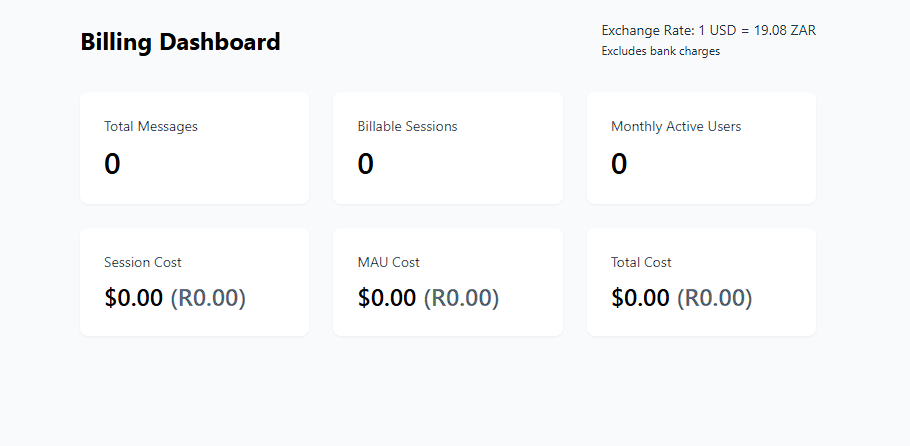 Billing Dashboard
Exchange Rate: 1 USD = 19.08 ZAR
Excludes bank charges
Total Messages
0
Billable Sessions
0
Monthly Active Users
0
Session Cost
$0.00 (R0.00)
MAU Cost
$0.00 (R0.00)
Total Cost
$0.00 (R0.00)